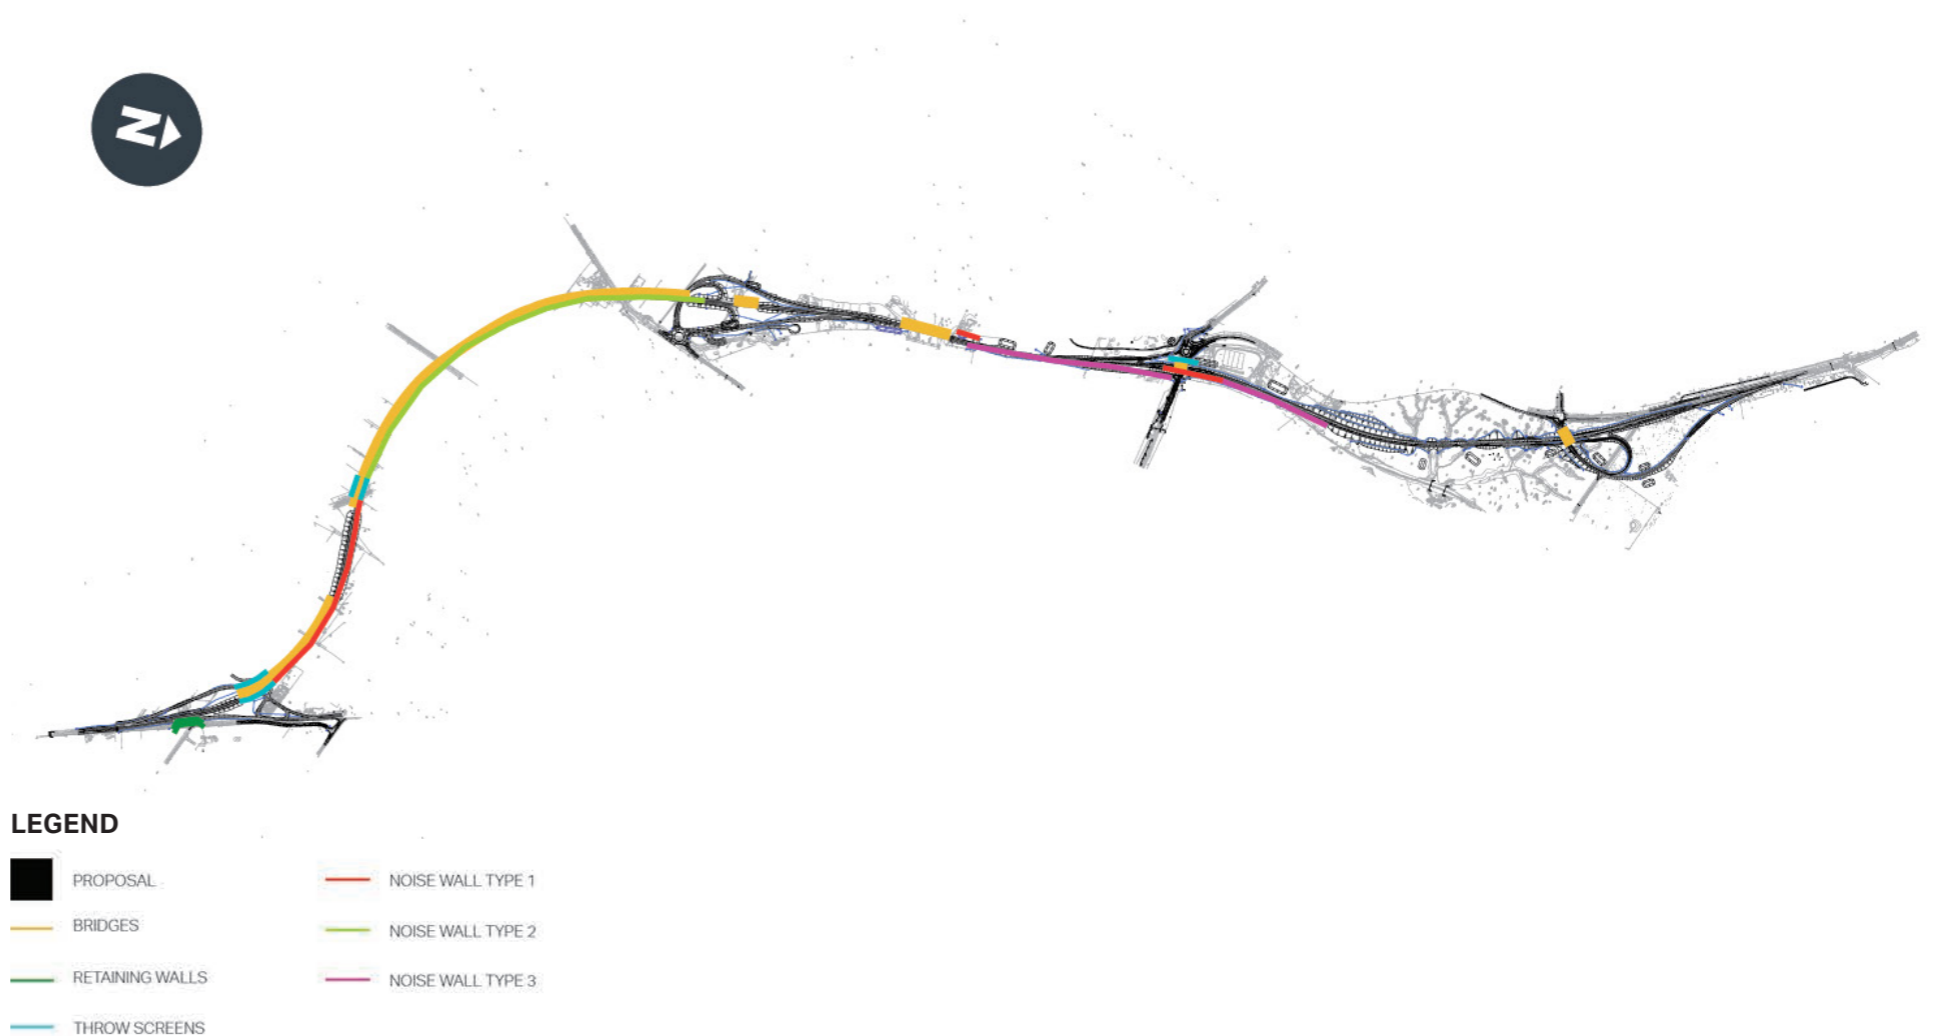 N
LEGEND
PROPOSAL
BRIDGES
RETAINING WALLS
THROW SCREENS
NOISE WALL TYPE 1
NOISE WALL TYPE 2
NOISE WALL TYPE 3